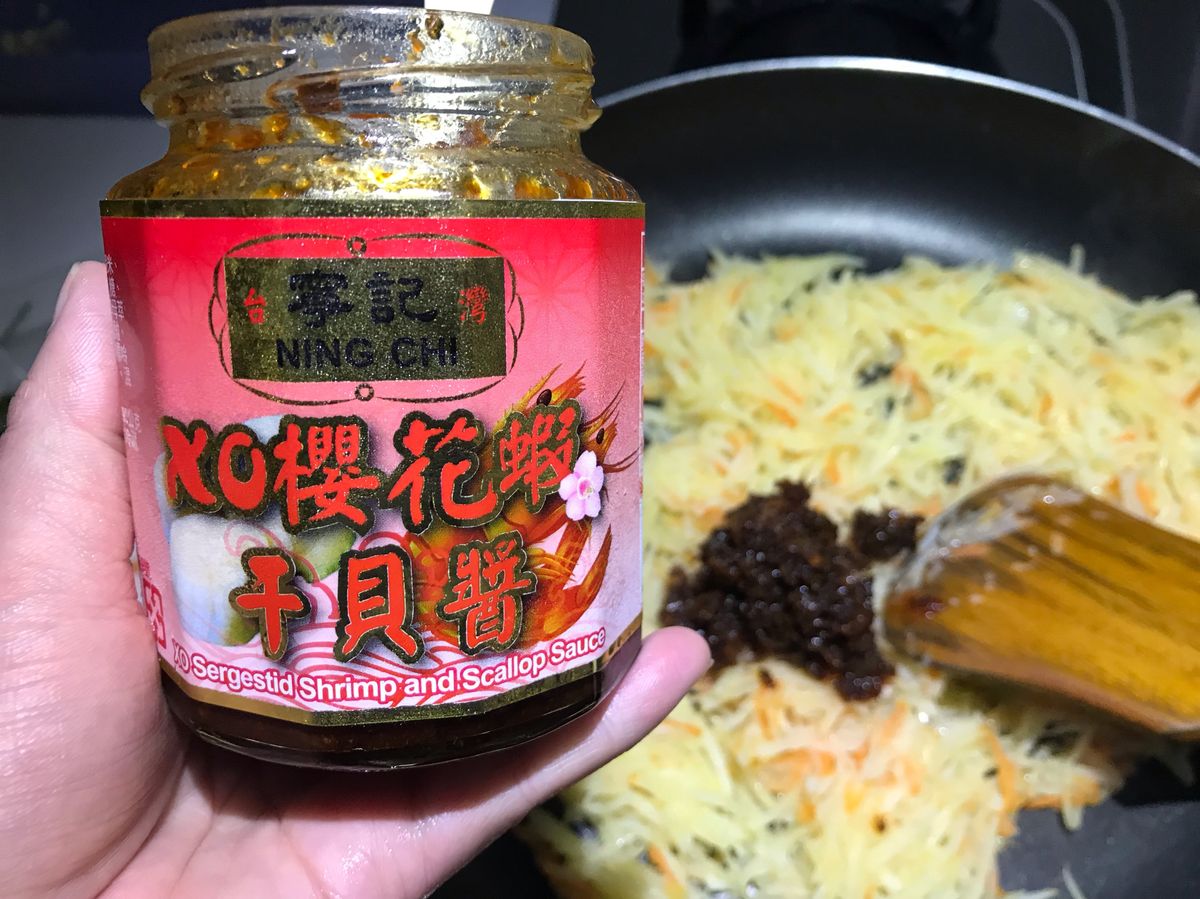 台 寧記 灣
NING CHI
XO櫻花蝦
干貝醬
XO Sergestid Shrimp and Scallop Sauce